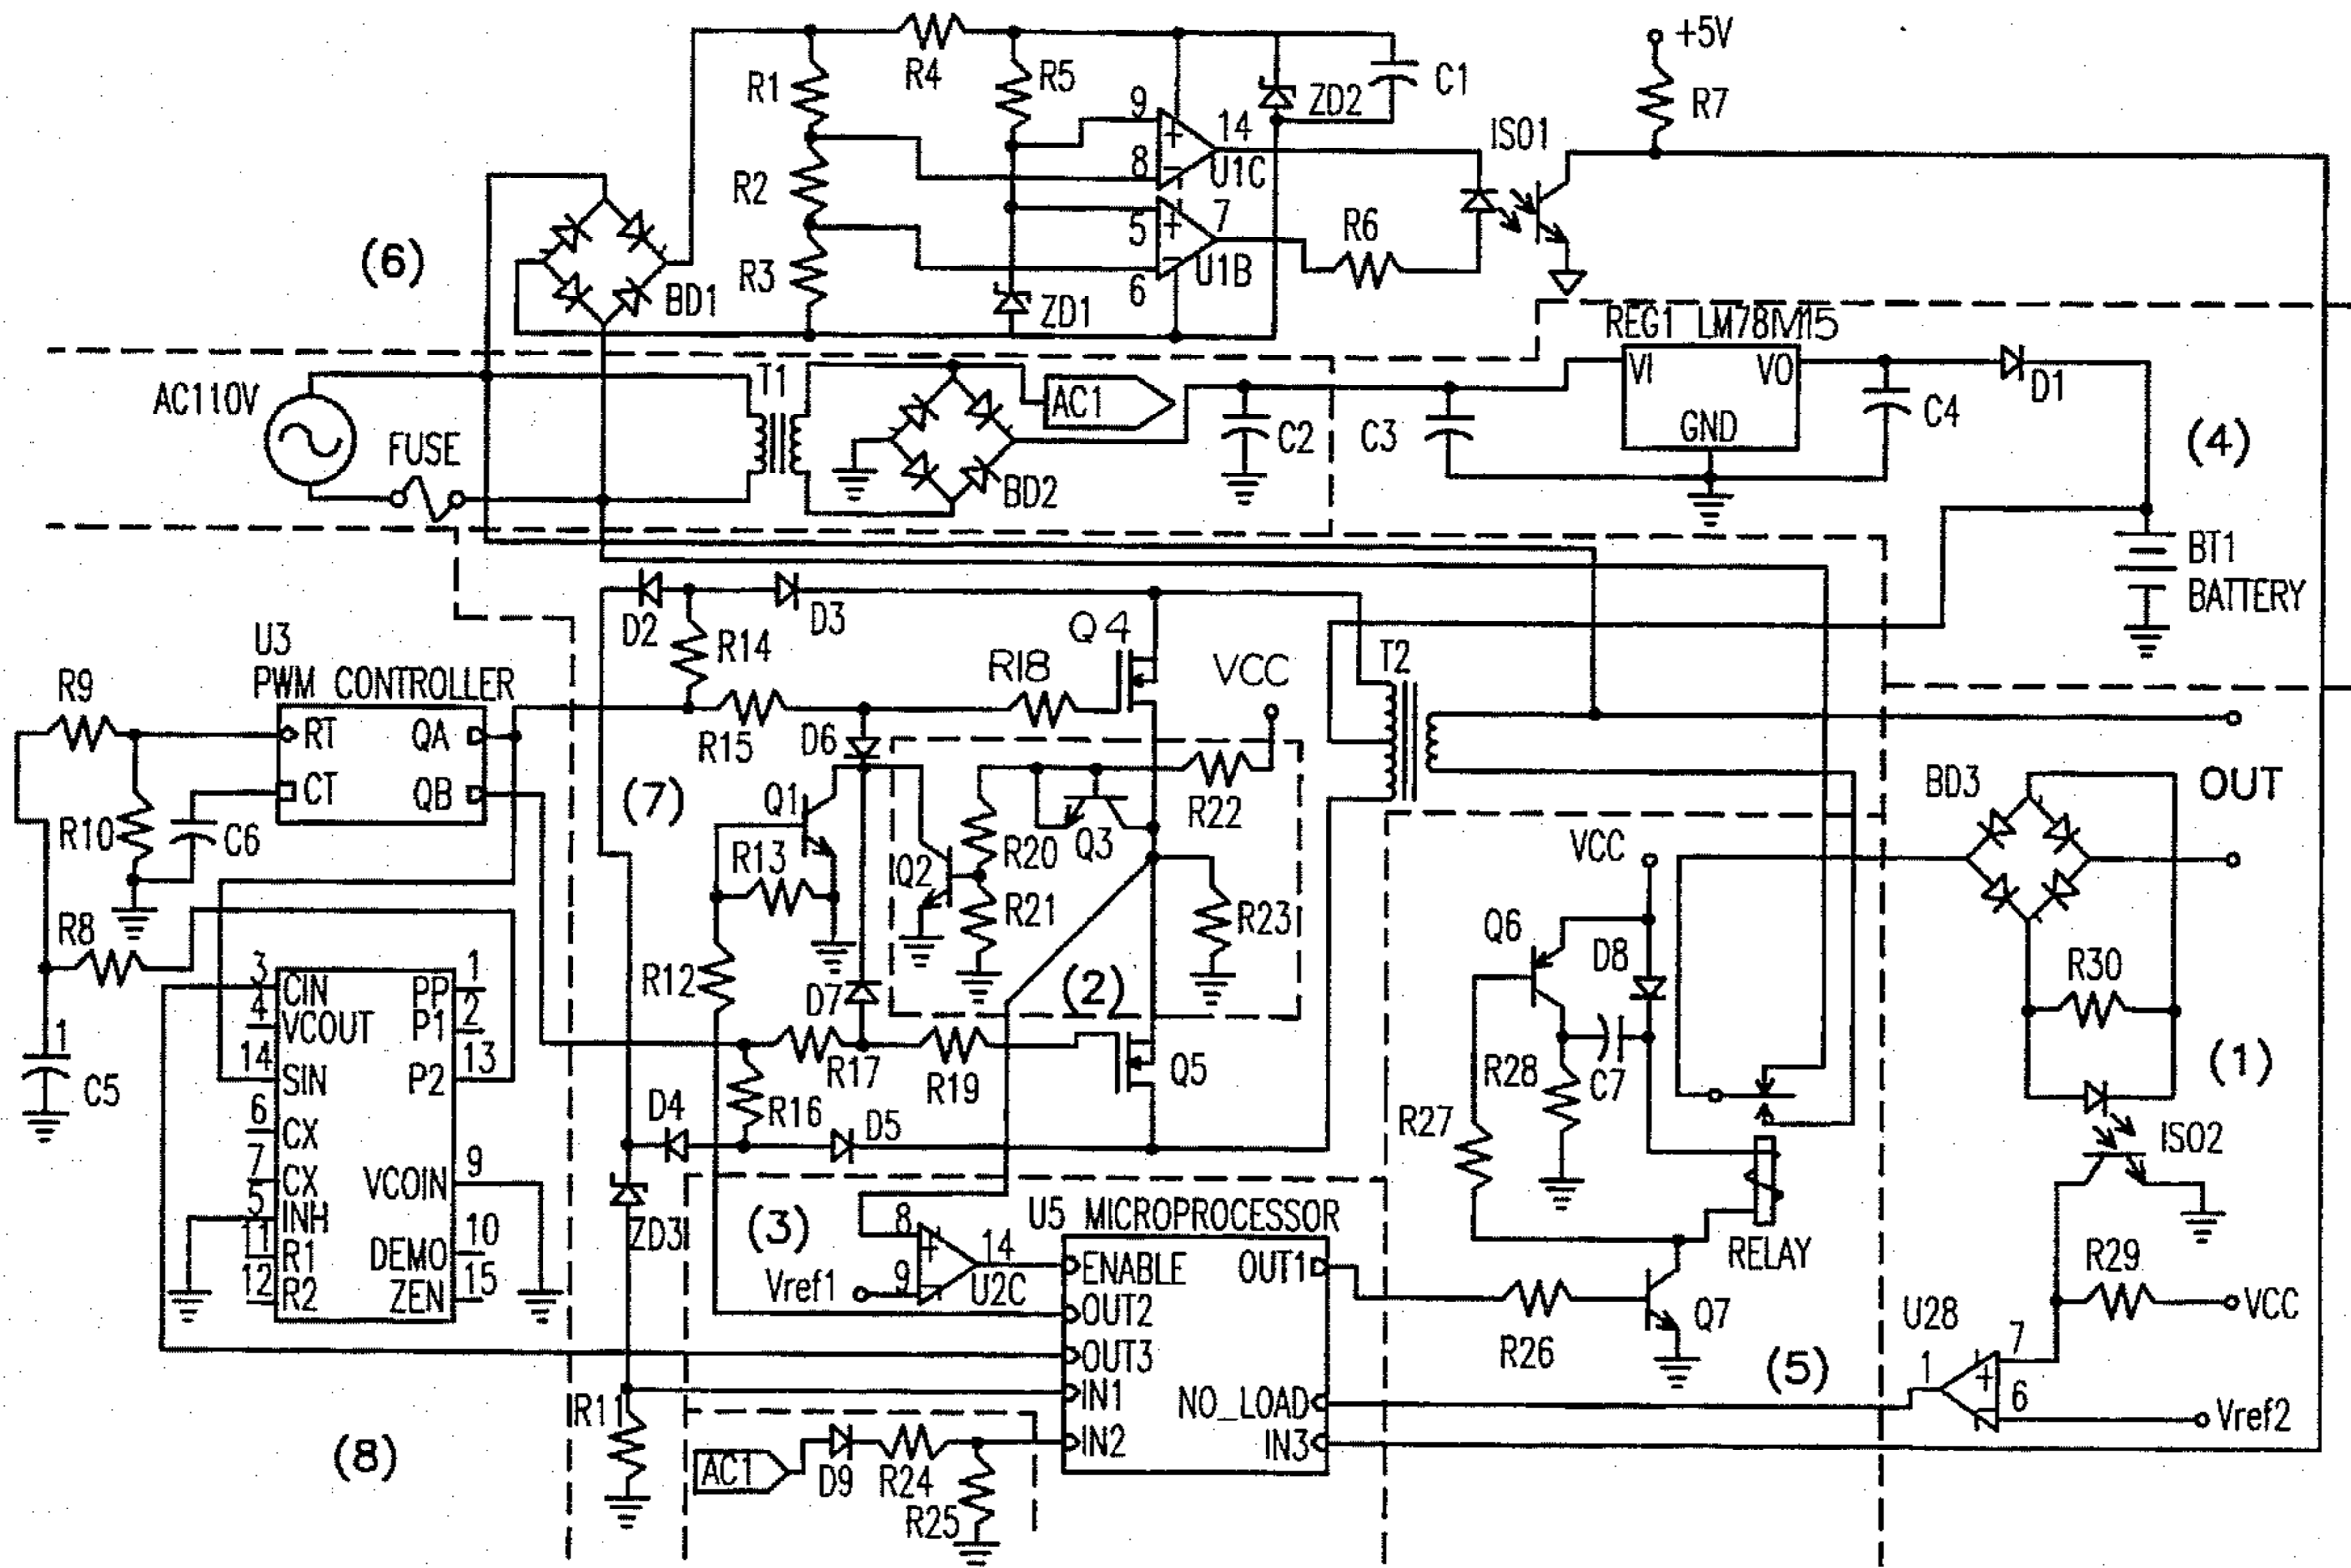 +5V
R4
R1
R5
9
ZD2
C1
R7
14
ISO1
8
U1C
R2
7
5
R6
(6)
R3
U1B
6
BD1
ZD1
REG1 LM78M15
VI
VO
T1
D1
AC110V
AC1
C4
FUSE
C2
C3
GND
(4)
BD2
BT1
BATTERY
D2
D3
Q4
U3
R14
T2
R9
PWM CONTROLLER
R18
VCC
RT
QA
R15
D6
CT
QB
(7)
Q1
R22
BD3
OUT
R10
C6
R13
Q2
R20
Q3
VCC
R21
R23
R8
Q6
D8
R12
3
CIN
PP
1
D7
(2)
R30
4
VCOUT
P1
2
1
14
SIN
P2
13
R17
R19
Q5
R28
C7
(1)
C5
6
CX
D4
R16
D5
R27
ISO2
7
CX
VCOIN
9
5
INH
ZD3
(3)
8
14
U5 MICROPROCESSOR
11
R1
DEMO
10
RELAY
R29
12
R2
ZEN
15
Vref1
9
U2C
ENABLE
OUT1
VCC
OUT2
Q7
U28
7
OUT3
R26
1
(5)
R11
IN1
NO_LOAD
6
Vref2
(8)
AC1
D9
R24
IN2
IN3
R25